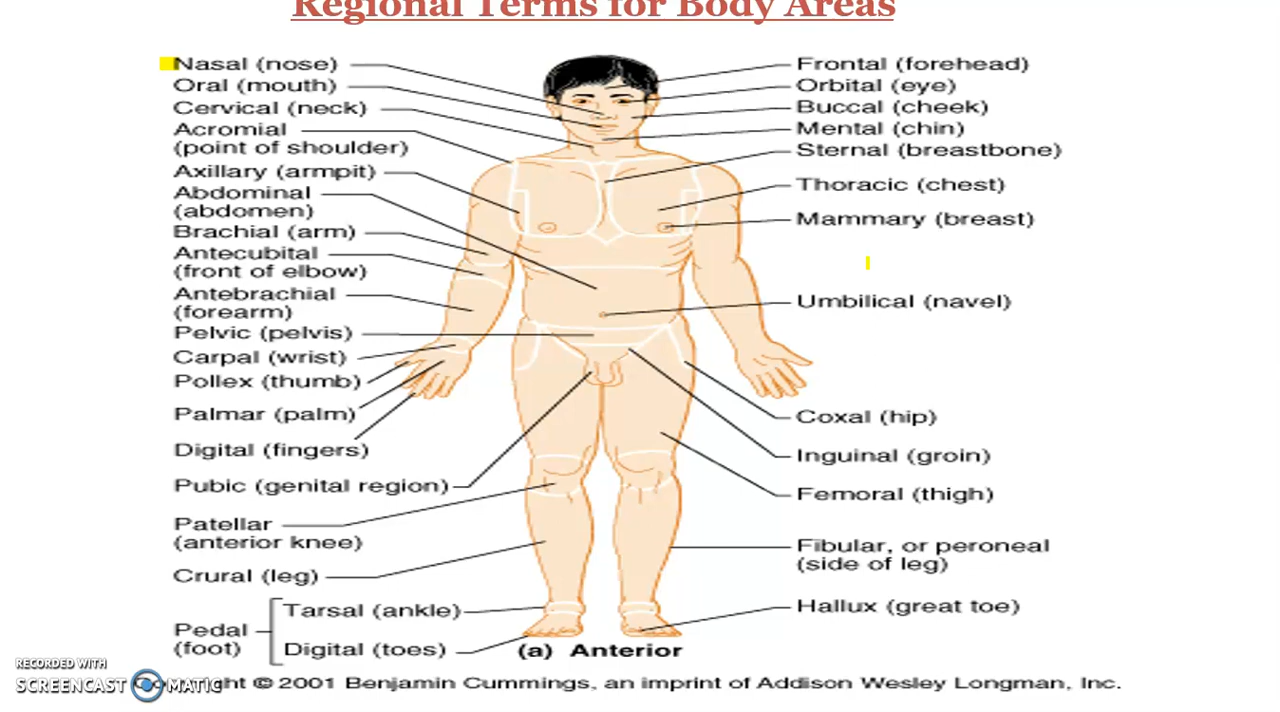 Regional Terms for Body Areas
Nasal (nose)
Oral (mouth)
Cervical (neck)
Acromial
(point of shoulder)
Axillary (armpit)
Abdominal
(abdomen)
Brachial (arm)
Antecubital
(front of elbow)
Antebrachial
(forearm)
Pelvic (pelvis)
Carpal (wrist)
Pollex (thumb)
Palmar (palm)
Digital (fingers)
Pubic (genital region)
Patellar
(anterior knee)
Crural (leg)
Pedal
(foot)
Tarsal (ankle)
Digital (toes)
Frontal (forehead)
Orbital (eye)
Buccal (cheek)
Mental (chin)
Sternal (breastbone)
Thoracic (chest)
Mammary (breast)
Umbilical (navel)
Coxal (hip)
Inguinal (groin)
Femoral (thigh)
Fibular, or peroneal
(side of leg)
Hallux (great toe)
(a) Anterior
RECORDED WITH
SCREENCAST MATIC
© 2001 Benjamin Cummings, an imprint of Addison Wesley Longman, Inc.